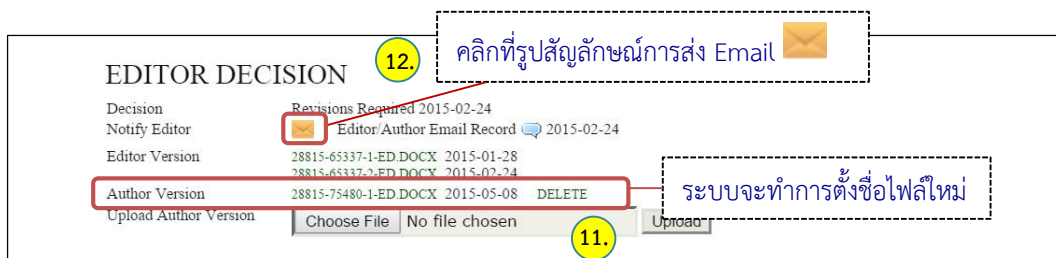 12.
คลิกที่รูปสัญลักษณ์การส่ง Email
EDITOR DECISION
Decision Revisions Required 2015-02-24
Notify Editor Editor/Author Email Record 2015-02-24
Editor Version 28815-65337-1-ED.DOCX 2015-01-28
28815-65337-2-ED.DOCX 2015-02-24
Author Version 28815-75480-1-ED.DOCX 2015-05-08 DELETE
ระบบจะทำการตั้งชื่อไฟล์ใหม่
Upload Author Version Choose File No file chosen Upload
11.